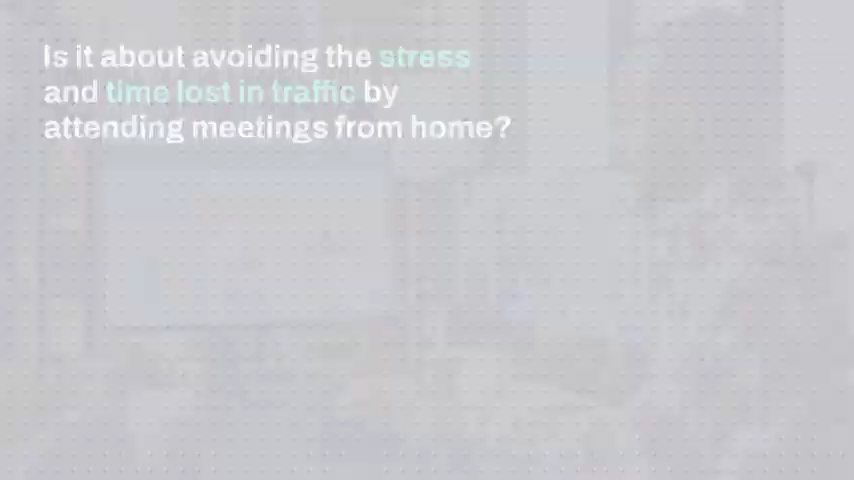 Is it about avoiding the stress
and time lost in traffic by
attending meetings from home?